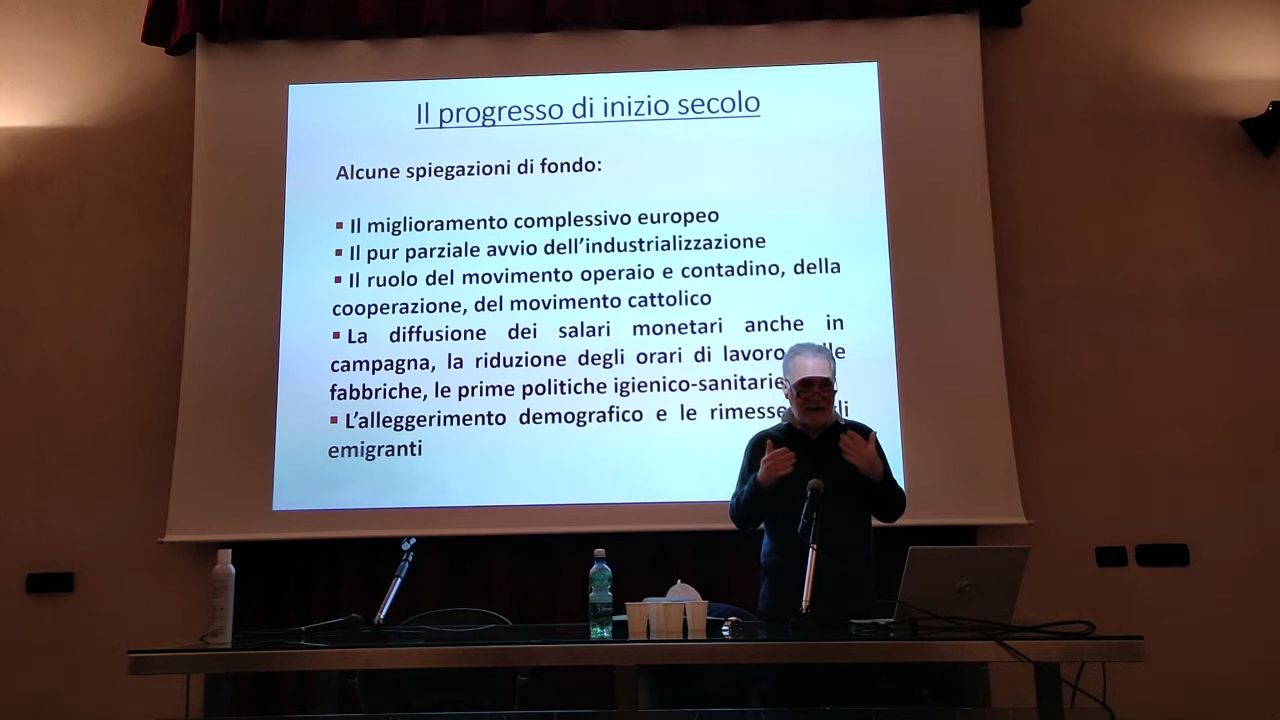 Il progresso di inizio secolo
Alcune spiegazioni di fondo:
▪ Il miglioramento complessivo europeo
▪ Il pur parziale avvio dell'industrializzazione
▪ Il ruolo del movimento operaio e contadino, della
cooperazione, del movimento cattolico
▪ La diffusione dei salari monetari anche in
campagna, la riduzione degli orari di lavoro
fabbriche, le prime politiche igienico-sanitarie
▪ L'alleggerimento demografico e le rimesse
emigranti